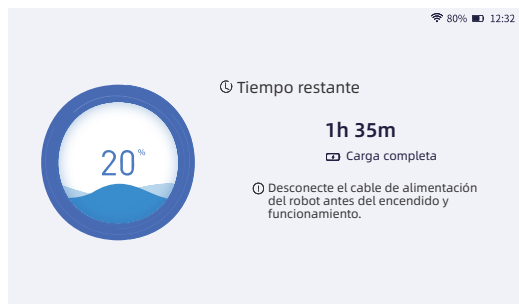 80% 12:32
Tiempo restante
1h 35m
20%
Carga completa
Desconecte el cable de alimentación
del robot antes del encendido y
funcionamiento.